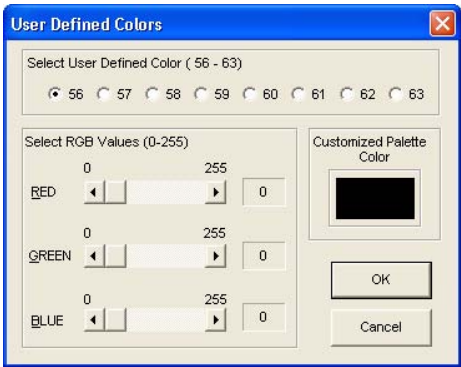 User Defined Colors
Select User Defined Color ( 56 - 63)
56 57 58 59 60 61 62 63
Select RGB Values (0-255)
0 255
RED 0
0 255
GREEN 0
0 255
BLUE 0
Customized Palette
Color
OK
Cancel